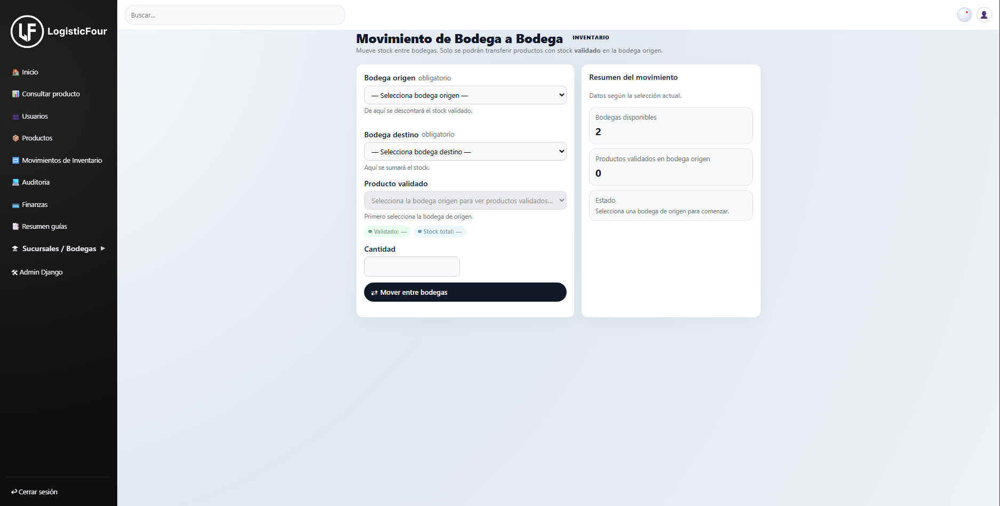 LF LogisticFour
Inicio
Consultar producto
Usuarios
Productos
Movimientos de Inventario
Auditoria
Finanzas
Resumen guías
Sucursales / Bodegas ▶
Admin Django
Cerrar sesión
Buscar...
Movimiento de Bodega a Bodega INVENTARIO
Mueve stock entre bodegas. Solo se podrán transferir productos con stock validado en la bodega origen.
Bodega origen obligatorio
— Selecciona bodega origen —
De aquí se descontará el stock validado.
Bodega destino obligatorio
— Selecciona bodega destino —
Aquí se sumará el stock.
Producto validado
Selecciona la bodega origen para ver productos validados...
Primero selecciona la bodega de origen.
Validado: — Stock total: —
Cantidad
⇄ Mover entre bodegas
Resumen del movimiento
Datos según la selección actual.
Bodegas disponibles
2
Productos validados en bodega origen
0
Estado
Selecciona una bodega de origen para comenzar.